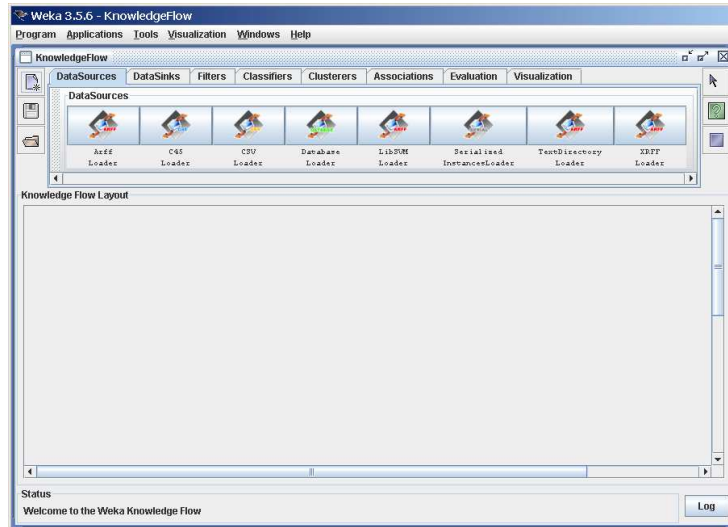 Weka 3.5.6 - KnowledgeFlow
Program Applications Tools Visualization Windows Help
KnowledgeFlow
DataSources DataSinks Filters Classifiers Clusterers Associations Evaluation Visualization
DataSources
Arff Loader
C45 Loader
CSV Loader
Database Loader
LibSVM Loader
Serialized InstancesLoader
TextDirectory Loader
XRFF Loader
Knowledge Flow Layout
Status
Welcome to the Weka Knowledge Flow
Log